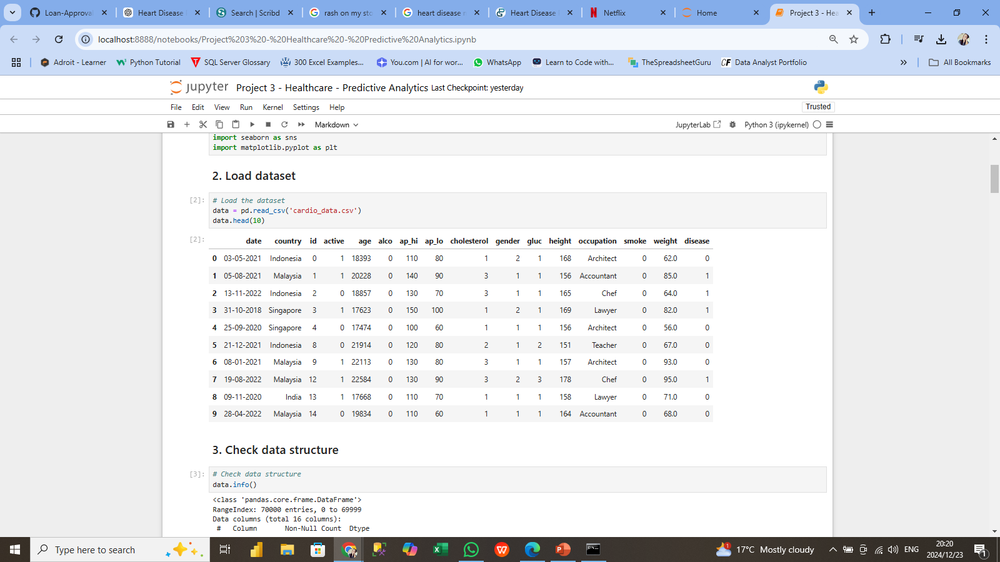 Loan-Approval
Heart Disease
Search | Scribd
rash on my sto
heart disease
Heart Disease
Netflix
Home
Project 3 - Hea
localhost:8888/notebooks/Project%203%20-%20Healthcare%20-%20Predictive%20Analytics.ipynb
Adroit - Learner
Python Tutorial
SQL Server Glossary
300 Excel Examples...
You.com | AI for wor...
WhatsApp
Learn to Code with...
TheSpreadsheetGuru
CF Data Analyst Portfolio
All Bookmarks
jupyter Project 3 - Healthcare - Predictive Analytics Last Checkpoint: yesterday
File Edit View Run Kernel Settings Help
Trusted
Markdown
JupyterLab
Python 3 (ipykernel)
import seaborn as sns
import matplotlib.pyplot as plt
2. Load dataset
[2]: # Load the dataset
data = pd.read_csv('cardio_data.csv')
data.head(10)
[2]: date country id active age alco ap_hi ap_lo cholesterol gender gluc height occupation smoke weight disease
0 03-05-2021 Indonesia 0 1 18393 0 110 80 1 2 1 168 Architect 0 62.0 0
1 05-08-2021 Malaysia 1 1 20228 0 140 90 3 1 1 156 Accountant 0 85.0 1
2 13-11-2022 Indonesia 2 0 18857 0 130 70 3 1 1 165 Chef 0 64.0 1
3 31-10-2018 Singapore 3 1 17623 0 150 100 1 2 1 169 Lawyer 0 82.0 1
4 25-09-2020 Singapore 4 0 17474 0 100 60 1 1 1 156 Architect 0 56.0 0
5 21-12-2021 Indonesia 8 0 21914 0 120 80 2 1 2 151 Teacher 0 67.0 0
6 08-01-2021 Malaysia 9 1 22113 0 130 80 3 1 1 157 Architect 0 93.0 0
7 19-08-2022 Malaysia 12 1 22584 0 130 90 3 2 3 178 Chef 0 95.0 1
8 09-11-2020 India 13 1 17668 0 110 70 1 1 1 158 Lawyer 0 71.0 0
9 28-04-2022 Malaysia 14 0 19834 0 110 60 1 1 1 164 Accountant 0 68.0 0
3. Check data structure
[3]: # Check data structure
data.info()
<class 'pandas.core.frame.DataFrame'>
RangeIndex: 70000 entries, 0 to 69999
Data columns (total 16 columns):
# Column Non-Null Count Dtype
Type here to search
17°C Mostly cloudy
ENG
20:20
2024/12/23